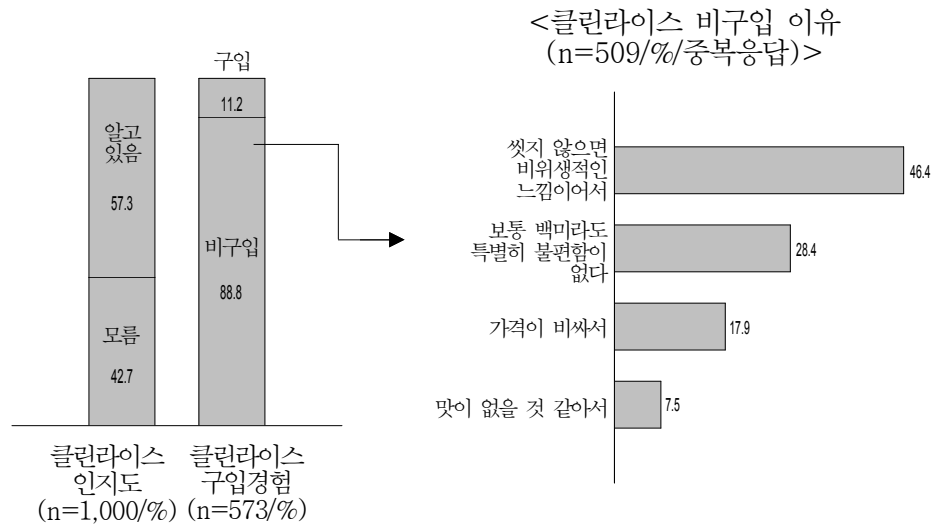 <클린라이스 비구입 이유
(n=509/%/중복응답)>
구입
11.2
알고
있음
57.3
비구입
88.8
모름
42.7
클린라이스
인지도
(n=1,000/%)
클린라이스
구입경험
(n=573/%)
씻지 않으면
비위생적인
느낌이어서
46.4
보통 백미라도
특별히 불편함이
없다
28.4
가격이 비싸서
17.9
맛이 없을 것 같아서
7.5